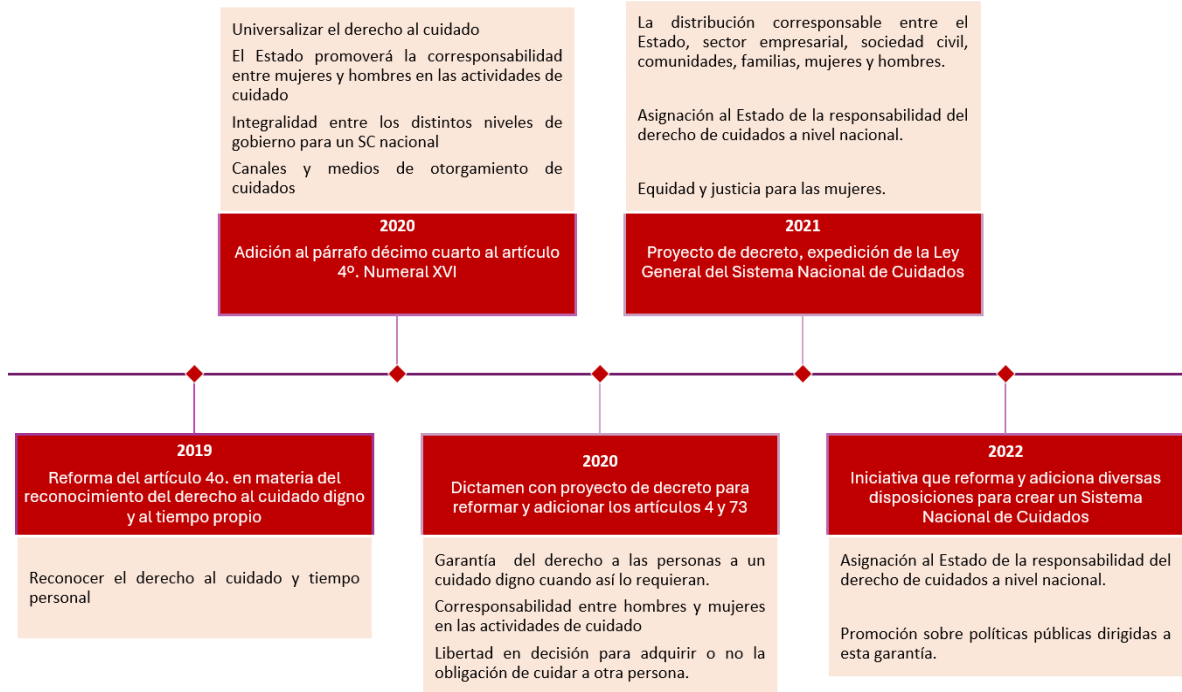 Universalizar el derecho al cuidado
El Estado promoverá la corresponsabilidad
entre mujeres y hombres en las actividades de
cuidado
Integralidad entre los distintos niveles de
gobierno para un SC nacional
Canales y medios de otorgamiento de
cuidados
2020
Adición al párrafo décimo cuarto al artículo
4º. Numeral XVI
La distribución corresponsable entre el
Estado, sector empresarial, sociedad civil,
comunidades, familias, mujeres y hombres.
Asignación al Estado de la responsabilidad del
derecho de cuidados a nivel nacional.
Equidad y justicia para las mujeres.
2021
Proyecto de decreto, expedición de la Ley
General del Sistema Nacional de Cuidados
2019
Reforma del artículo 4o. en materia del
reconocimiento del derecho al cuidado digno
y al tiempo propio
Reconocer el derecho al cuidado y tiempo
personal
2020
Dictamen con proyecto de decreto para
reformar y adicionar los artículos 4 y 73
Garantía del derecho a las personas a un
cuidado digno cuando así lo requieran.
Corresponsabilidad entre hombres y mujeres
en las actividades de cuidado
Libertad en decisión para adquirir o no la
obligación de cuidar a otra persona.
2022
Iniciativa que reforma y adiciona diversas
disposiciones para crear un Sistema
Nacional de Cuidados
Asignación al Estado de la responsabilidad del
derecho de cuidados a nivel nacional.
Promoción sobre políticas públicas dirigidas a
esta garantía.